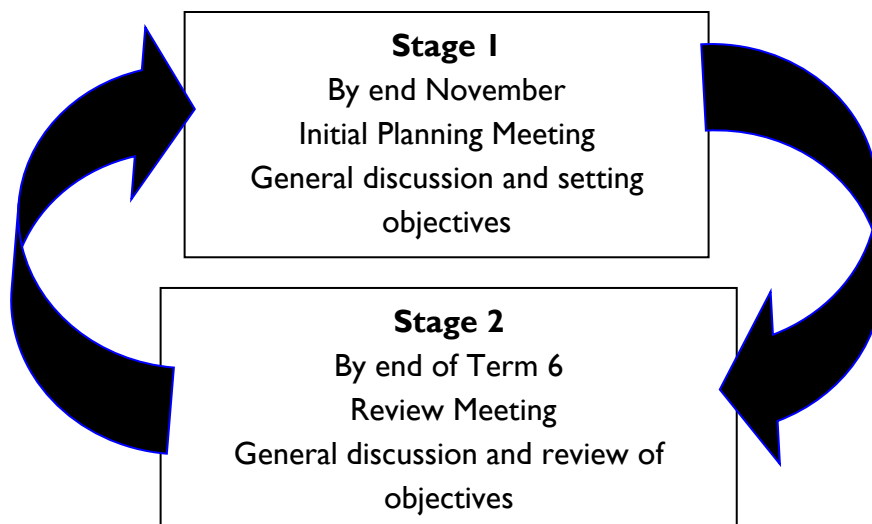 Stage 1
By end November
Initial Planning Meeting
General discussion and setting
objectives
Stage 2
By end of Term 6
Review Meeting
General discussion and review of
objectives